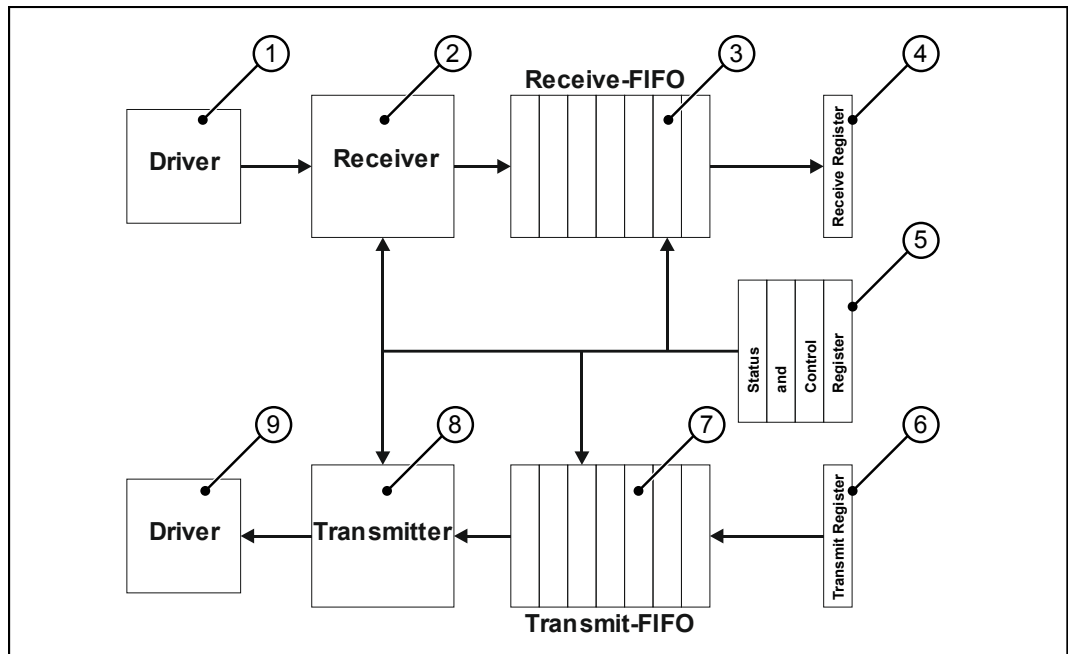 1
2
3
4
Receive-FIFO
Driver
Receiver
Receive Register
5
Status
and
Control
Register
9
8
7
6
Driver
Transmitter
Transmit Register
Transmit-FIFO